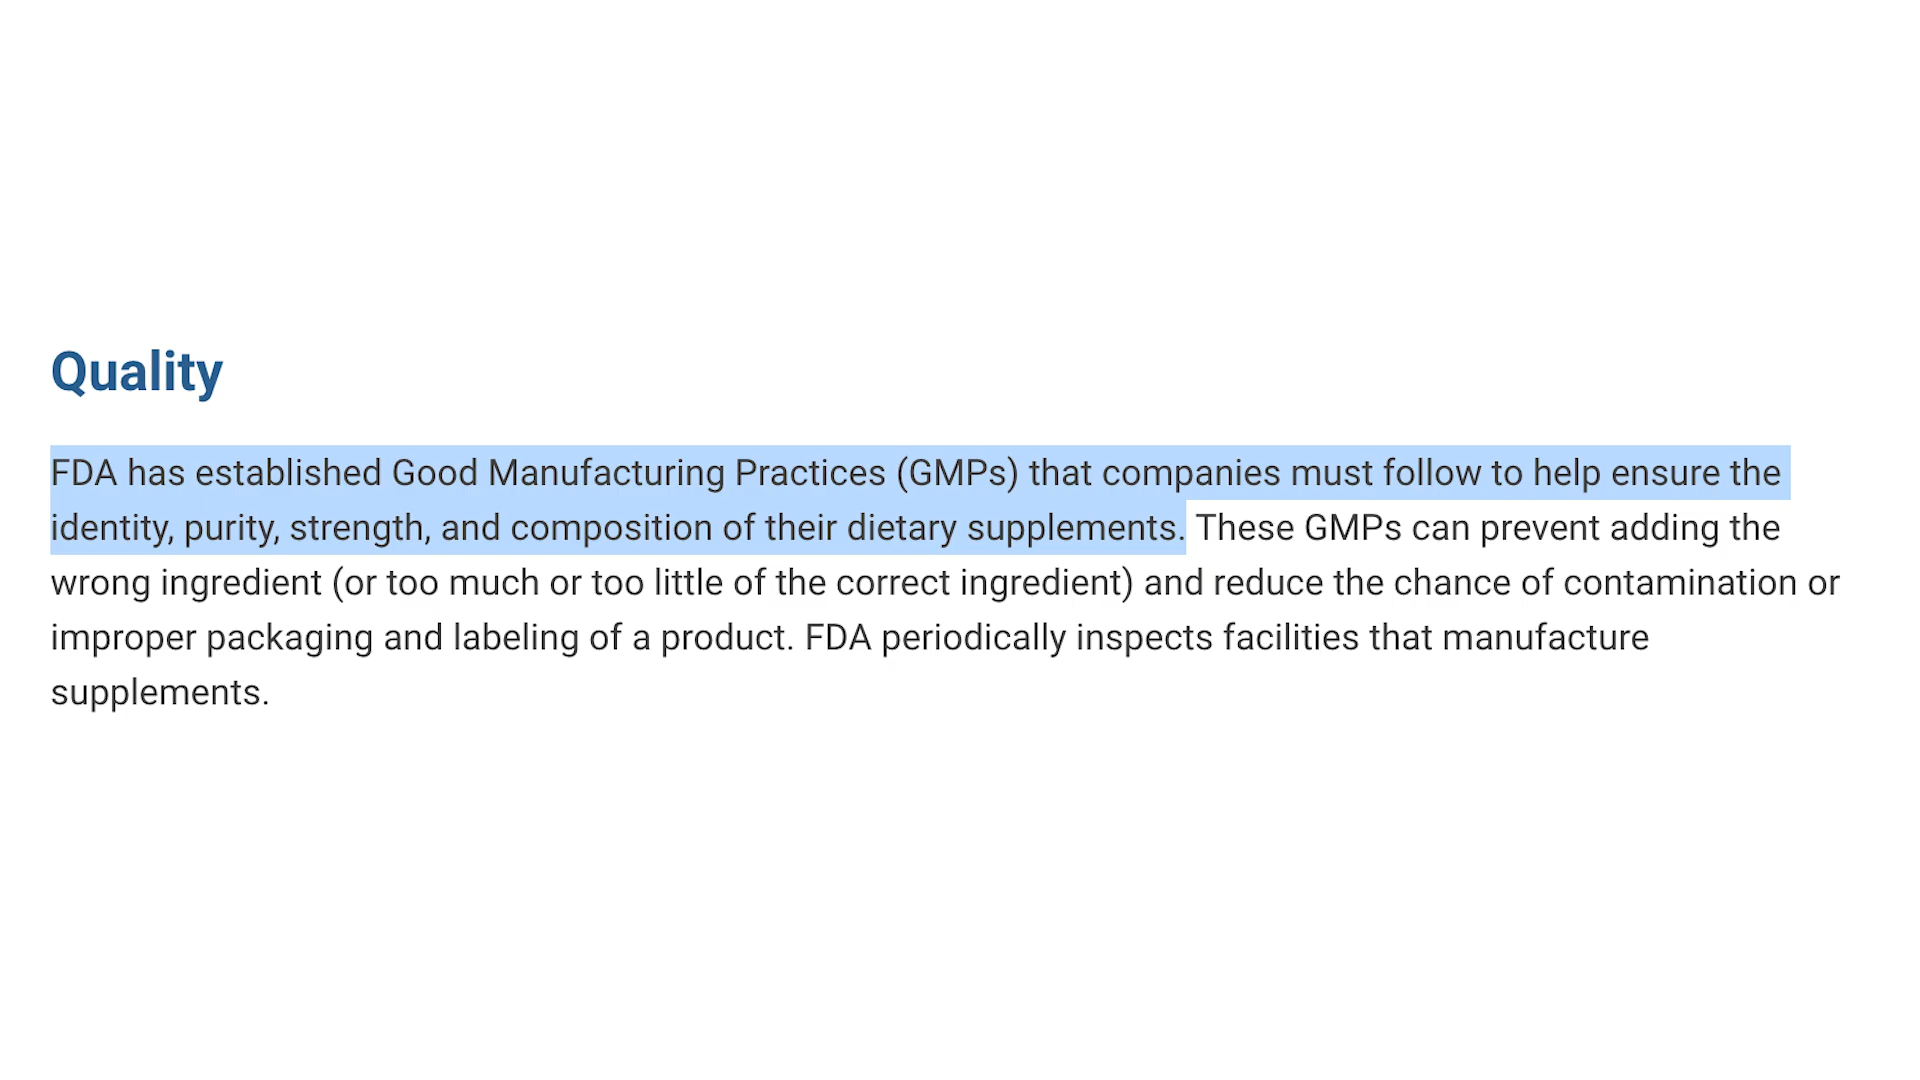 Quality
FDA has established Good Manufacturing Practices (GMPs) that companies must follow to help ensure the
identity, purity, strength, and composition of their dietary supplements. These GMPs can prevent adding the
wrong ingredient (or too much or too little of the correct ingredient) and reduce the chance of contamination or
improper packaging and labeling of a product. FDA periodically inspects facilities that manufacture
supplements.